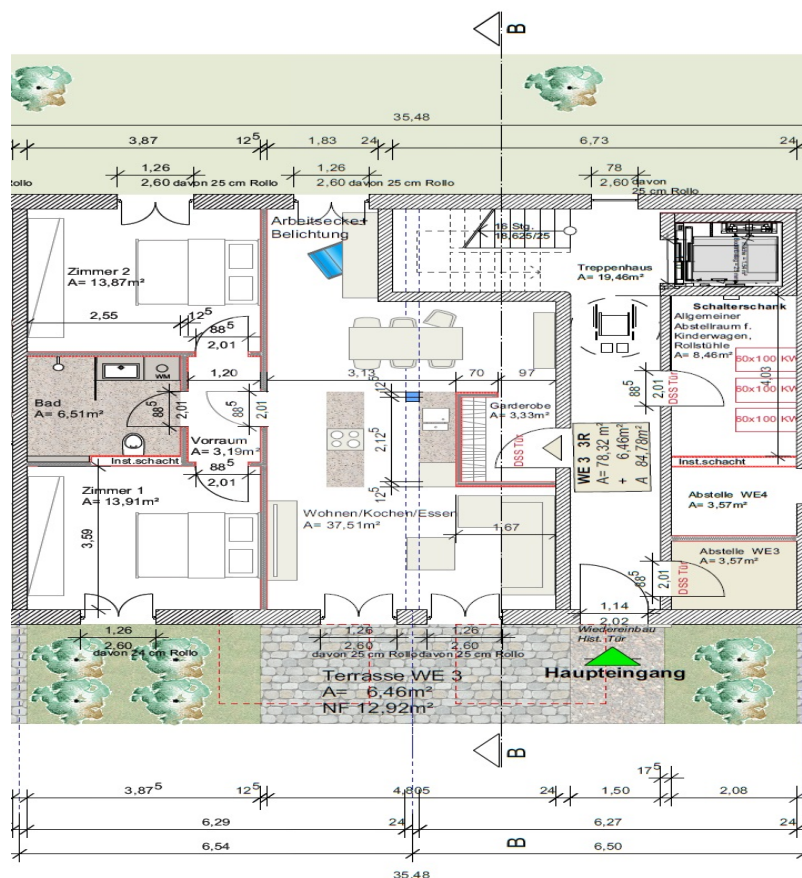 B
35,48
3,87
12⁵
1,83
24
6,73
24
1,26
2,60 davon 25 cm Rollo
Rollo
1,26
2,60 davon 25 cm Rollo
78
2,60 davon
25 cm Rollo
Arbeitsecke+
Belichtung
16 Stg.
18,625/25
Zimmer 2
A= 13,87m²
Treppenhaus
A= 19,46m²
Schalterschank
Allgemeiner
Abstellraum f.
Kinderwagen,
Rollstühle
A= 8,46m²
60x100 KW
60x100 KW
60x100 KW
4,03
2,55
12⁵
88⁵
2,01
1,20
3,13
70
97
12⁵
2,12⁵
12⁵
WM
Bad
A= 6,51m²
88⁵
2,01
88⁵
2,01
Vorraum
A= 3,19m²
88⁵
2,01
Garderobe
A= 3,33m²
DSS Tür
WE 3 3R
A= 78,32 m²
+ 6,46m²
A 84,78m²
88⁵
2,01
DSS Tür
Inst.schacht
Inst.schacht
Zimmer 1
A= 13,91m²
3,59
Wohnen/Kochen/Essen
A= 37,51m²
1,67
Abstelle WE4
A= 3,57m²
Abstelle WE3
A= 3,57m²
88⁵
2,01
DSS Tür
1,14
2,02
Wiedereinbau
Hist. Tür
Haupteingang
1,26
2,60
davon 24 cm Rollo
1,26
2,60
davon 25 cm Rollo
1,26
2,60
davon 25 cm Rollo
Terrasse WE 3
A= 6,46m²
NF 12,92m²
B
17⁵
3,87⁵
12⁵
4,805
24
1,50
2,08
6,29
24
6,27
24
B
6,54
6,50
35,48